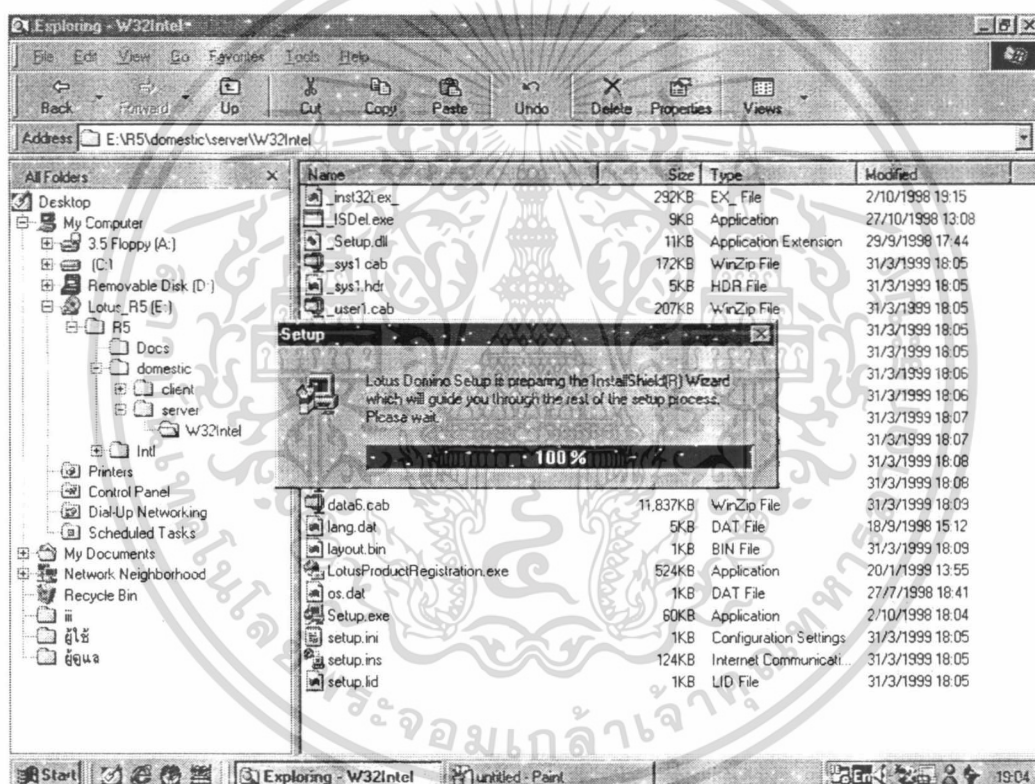 Exploring - W32Intel
File Edit View Go Favorites Tools Help
Back Forward Up Cut Copy Paste Undo Delete Properties Views
Address E:\R5\domestic\server\W32Intel
All Folders
Name Size Type Modified
Desktop
My Computer
3.5 Floppy (A:)
(C:)
Removable Disk (D:)
Lotus_R5 (E:)
R5
Docs
domestic
client
server
W32Intel
Intl
Printers
Control Panel
Dial-Up Networking
Scheduled Tasks
My Documents
Network Neighborhood
Recycle Bin
iii
ผู้ใช้
ผู้ดูแล
_inst32i.ex_ 292KB EX_ File 2/10/1998 19:15
_ISDel.exe 9KB Application 27/10/1998 13:08
_Setup.dll 11KB Application Extension 29/9/1998 17:44
_sys1.cab 172KB WinZip File 31/3/1999 18:05
_sys1.hdr 5KB HDR File 31/3/1999 18:05
_user1.cab 207KB WinZip File 31/3/1999 18:05
31/3/1999 18:05
31/3/1999 18:05
31/3/1999 18:06
31/3/1999 18:06
31/3/1999 18:07
31/3/1999 18:07
31/3/1999 18:08
31/3/1999 18:08
data6.cab 11,837KB WinZip File 31/3/1999 18:09
lang.dat 5KB DAT File 18/9/1998 15:12
layout.bin 1KB BIN File 31/3/1999 18:09
LotusProductRegistration.exe 524KB Application 20/1/1999 13:55
os.dat 1KB DAT File 27/7/1998 18:41
Setup.exe 60KB Application 2/10/1998 18:04
setup.ini 1KB Configuration Settings 31/3/1999 18:05
setup.ins 124KB Internet Communicati... 31/3/1999 18:05
setup.lid 1KB LID File 31/3/1999 18:05
Setup
Lotus Domino Setup is preparing the InstallShield(R) Wizard
which will guide you through the rest of the setup process.
Please wait.
100 %
Start Exploring - W32Intel untitled - Paint En 19:04